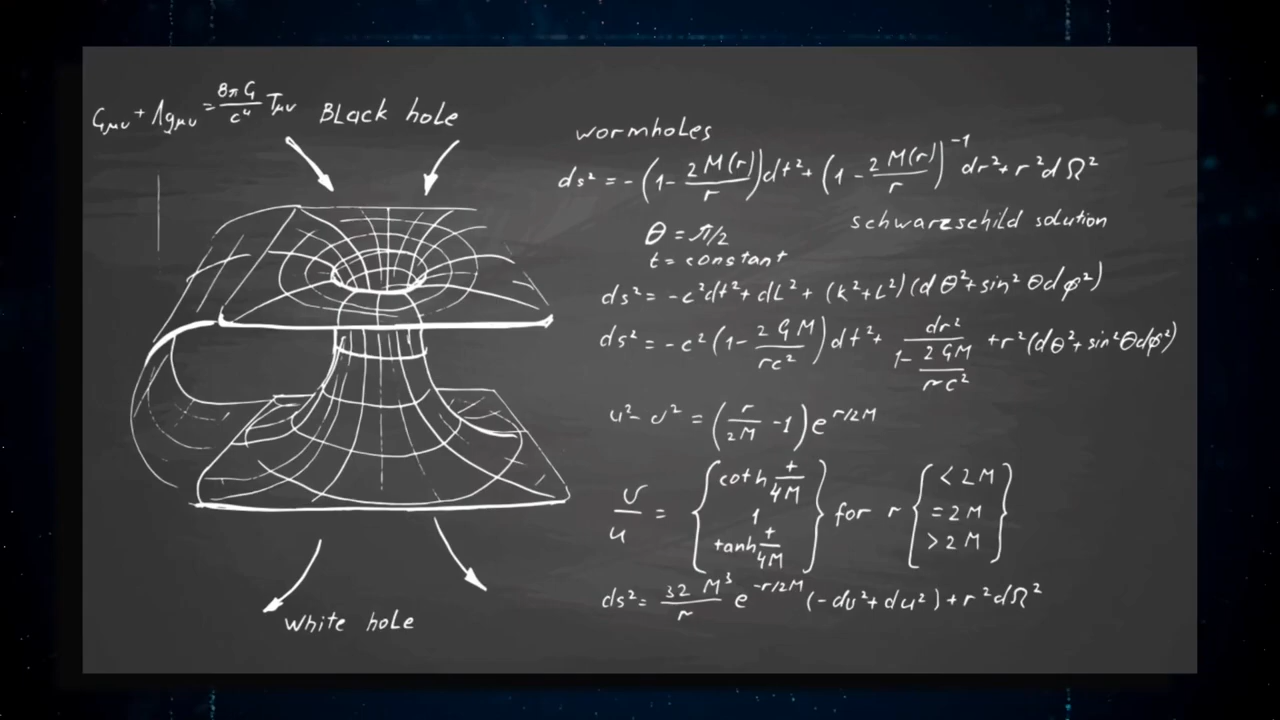 Gμν + Λgμν = 8πG/c⁴ Tμν
Black hole
wormholes
ds² = -(1 - 2M(r)/r)dt² + (1 - 2M(r)/r)⁻¹ dr² + r²dΩ²
schwarzschild solution
θ = π/2
t = constant
ds² = -c²dt² + dL² + (k² + L²)(dθ² + sin²θdφ²)
ds² = -c²(1 - 2GM/rc²)dt² + dr²/(1 - 2GM/rc²) + r²(dθ² + sin²θdφ²)
u² - v² = (r/2M - 1)e^r/2M
v/u = { coth t/4M
1
tanh t/4M } for r { < 2M
= 2M
> 2M }
ds² = 32M³/r e^-r/2M (-dv² + du²) + r²dΩ²
White hole